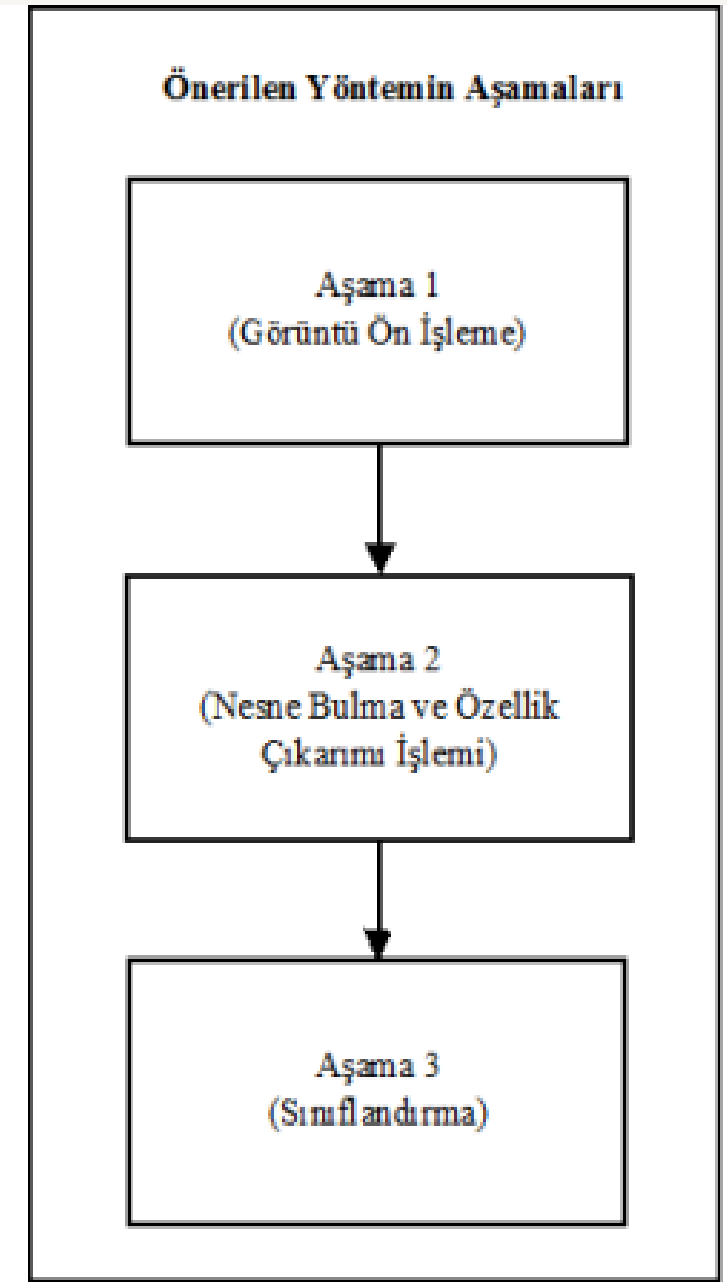 Önerilen Yöntemin Aşamaları
Aşama 1
(Görüntü Ön İşleme)
Aşama 2
(Nesne Bulma ve Özellik
Çıkarımı İşlemi)
Aşama 3
(Sınıflandırma)